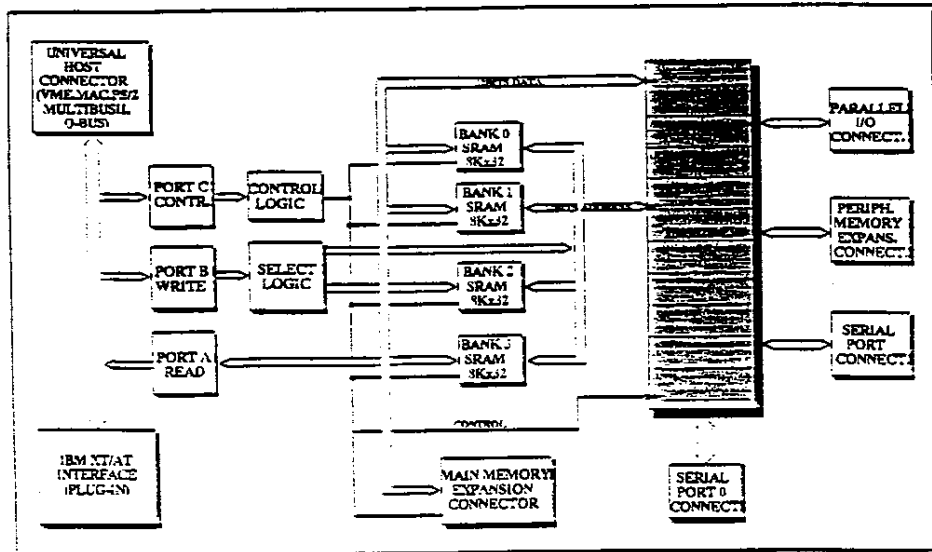 UNIVERSAL
HOST
CONNECTOR
(VME,MAC,PS/2
MULTIBUSII,
Q-BUS)
PORT C
CONTR.
CONTROL
LOGIC
PORT B
WRITE
SELECT
LOGIC
PORT A
READ
IBM XT/AT
INTERFACE
(PLUG-IN)
DATA
BANK 0
SRAM
8Kx32
BANK 1
SRAM
8Kx32
BANK 2
SRAM
8Kx32
BANK 3
SRAM
8Kx32
CONTROL
MAIN MEMORY
EXPANSION
CONNECTOR
PARALLEL
I/O
CONNECT.
PERIPH.
MEMORY
EXPANS.
CONNECT.
SERIAL
PORT
CONNECT.
SERIAL
PORT 0
CONNECT.